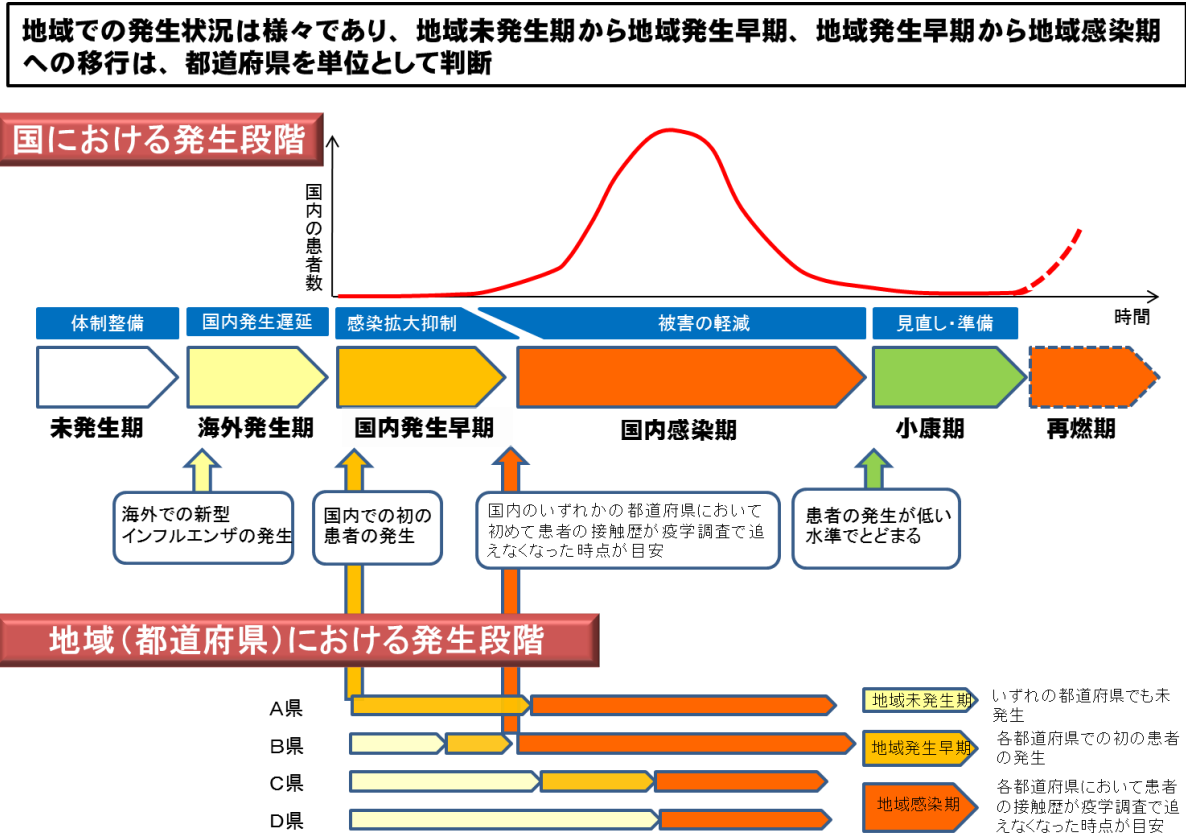 地域での発生状況は様々であり、地域未発生期から地域発生早期、地域発生早期から地域感染期
への移行は、都道府県を単位として判断
国における発生段階
国内の患者数
時間
体制整備
国内発生遅延
感染拡大抑制
被害の軽減
見直し・準備
未発生期
海外発生期
国内発生早期
国内感染期
小康期
再燃期
海外での新型
インフルエンザの発生
国内での初の
患者の発生
国内のいずれかの都道府県において
初めて患者の接触歴が疫学調査で追
えなくなった時点が目安
患者の発生が低い
水準でとどまる
地域(都道府県)における発生段階
A県
B県
C県
D県
地域未発生期
いずれの都道府県でも未
発生
地域発生早期
各都道府県での初の患者
の発生
地域感染期
各都道府県において患者
の接触歴が疫学調査で追
えなくなった時点が目安